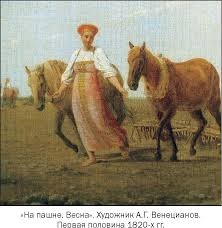 «На пашне. Весна». Художник А.Г. Венецианов.
Первая половина 1820-х гг.